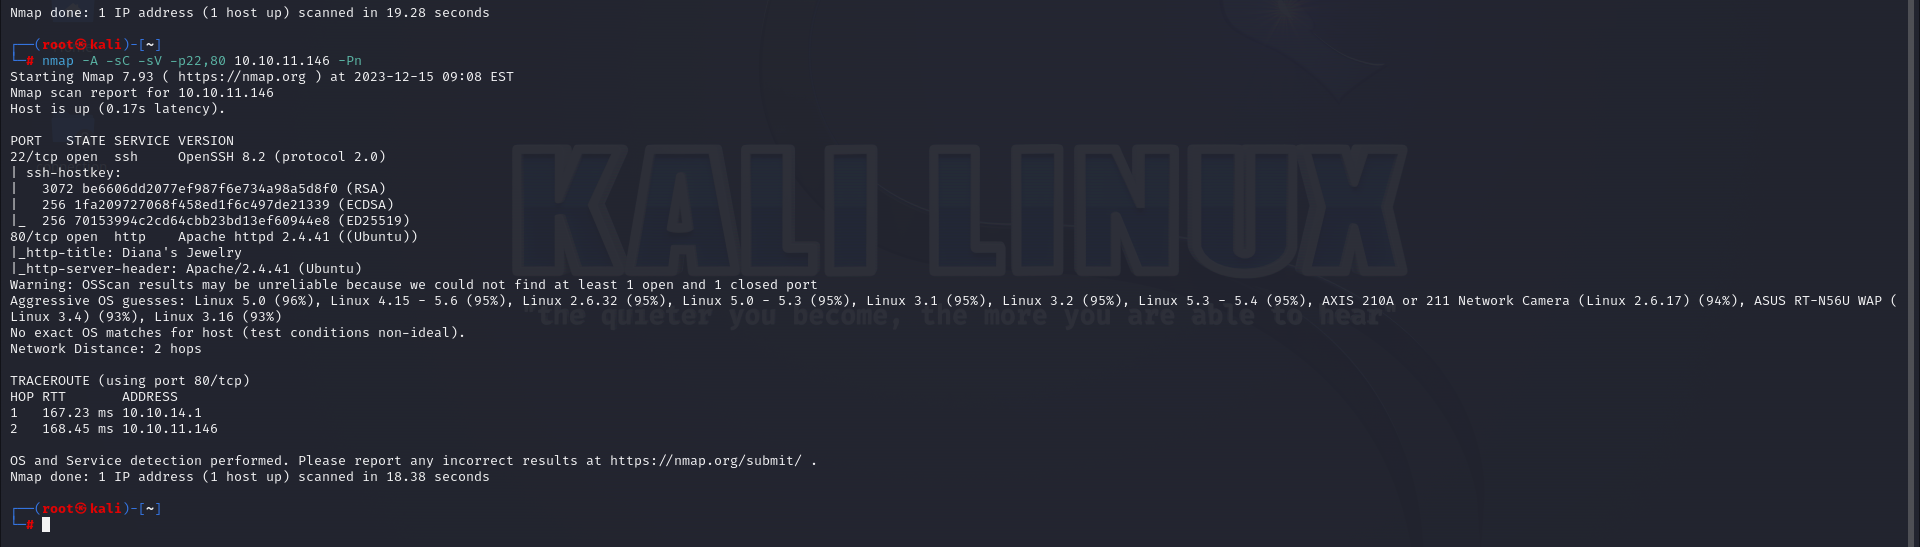 Nmap done: 1 IP address (1 host up) scanned in 19.28 seconds
┌──(root㉿kali)-[~]
└─# nmap -A -sC -sV -p22,80 10.10.11.146 -Pn
Starting Nmap 7.93 ( https://nmap.org ) at 2023-12-15 09:08 EST
Nmap scan report for 10.10.11.146
Host is up (0.17s latency).
PORT   STATE SERVICE VERSION
22/tcp open  ssh     OpenSSH 8.2 (protocol 2.0)
| ssh-hostkey:
|   3072 be6606dd2077ef987f6e734a98a5d8f0 (RSA)
|   256 1fa209727068f458ed1f6c497de21339 (ECDSA)
|_  256 70153994c2cd64cbb23bd13ef60944e8 (ED25519)
80/tcp open  http    Apache httpd 2.4.41 ((Ubuntu))
|_http-title: Diana's Jewelry
|_http-server-header: Apache/2.4.41 (Ubuntu)
Warning: OSScan results may be unreliable because we could not find at least 1 open and 1 closed port
Aggressive OS guesses: Linux 5.0 (96%), Linux 4.15 - 5.6 (95%), Linux 2.6.32 (95%), Linux 5.0 - 5.3 (95%), Linux 3.1 (95%), Linux 3.2 (95%), Linux 5.3 - 5.4 (95%), AXIS 210A or 211 Network Camera (Linux 2.6.17) (94%), ASUS RT-N56U WAP (
Linux 3.4) (93%), Linux 3.16 (93%)
No exact OS matches for host (test conditions non-ideal).
Network Distance: 2 hops
TRACEROUTE (using port 80/tcp)
HOP RTT       ADDRESS
1   167.23 ms 10.10.14.1
2   168.45 ms 10.10.11.146
OS and Service detection performed. Please report any incorrect results at https://nmap.org/submit/ .
Nmap done: 1 IP address (1 host up) scanned in 18.38 seconds
┌──(root㉿kali)-[~]
└─#
KALI LINUX
"the quieter you become, the more you are able to hear"